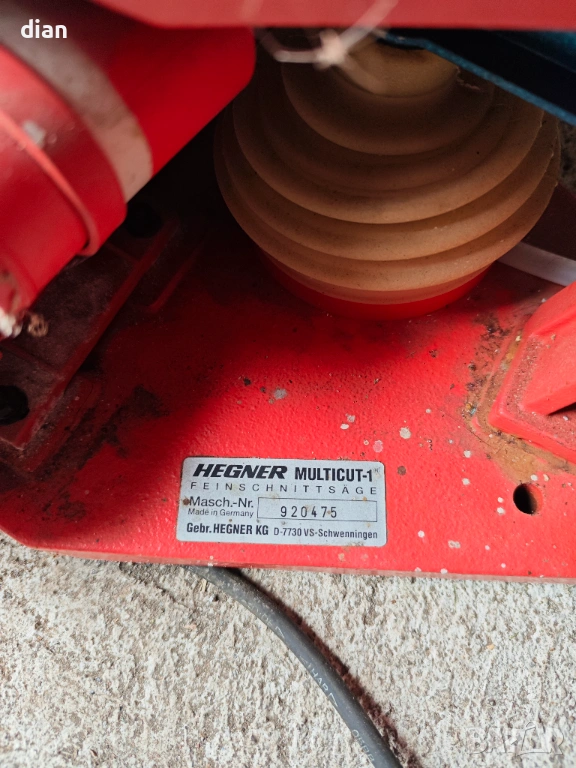 dian
HEGNER MULTICUT-1®
FEINSCHNITTSÄGE
Masch.-Nr. 920475
Made in Germany
Gebr. HEGNER KG D-7730 VS-Schwenningen